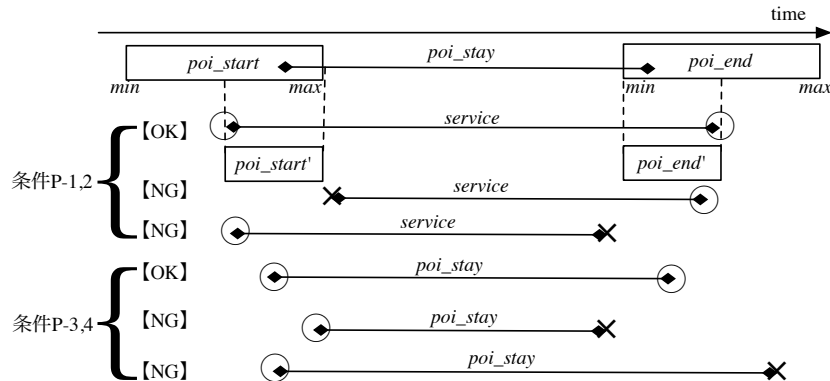 time
poi_start poi_stay poi_end
min max min max
【OK】 service
poi_start' poi_end'
条件P-1,2
【NG】 service
【NG】 service
【OK】 poi_stay
条件P-3,4
【NG】 poi_stay
【NG】 poi_stay